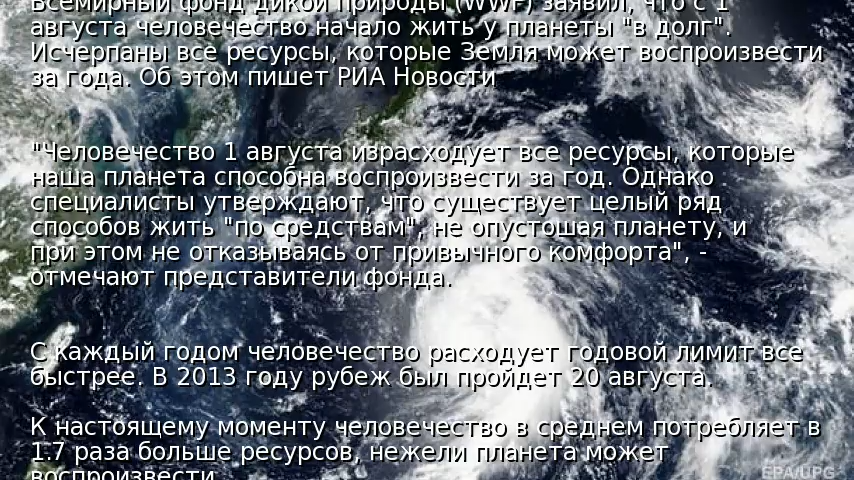 Всемирный фонд дикой природы (WWF) заявил, что с 1
августа человечество начало жить у планеты "в долг".
Исчерпаны все ресурсы, которые Земля может воспроизвести
за года. Об этом пишет РИА Новости
"Человечество 1 августа израсходует все ресурсы, которые
наша планета способна воспроизвести за год. Однако
специалисты утверждают, что существует целый ряд
способов жить "по средствам", не опустошая планету, и
при этом не отказываясь от привычного комфорта", -
отмечают представители фонда.
С каждый годом человечество расходует годовой лимит все
быстрее. В 2013 году рубеж был пройдет 20 августа.
К настоящему моменту человечество в среднем потребляет в
1.7 раза больше ресурсов, нежели планета может
воспроизвести
EPA/UPG